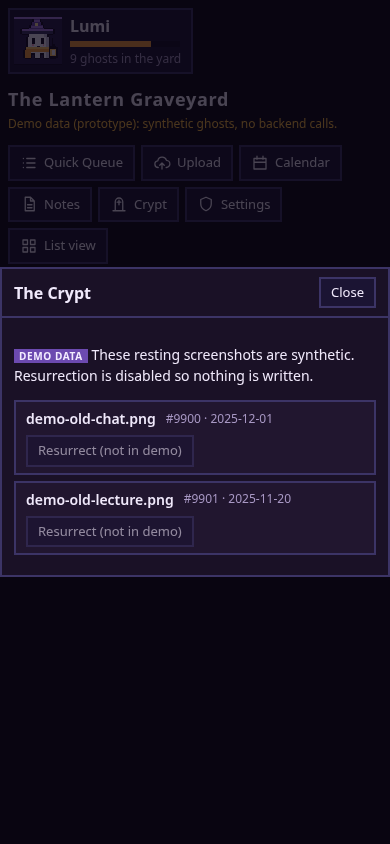 Lumi
9 ghosts in the yard
The Lantern Graveyard
Demo data (prototype): synthetic ghosts, no backend calls.
Quick Queue
Upload
Calendar
Notes
Crypt
Settings
List view
The Crypt
Close
DEMO DATA These resting screenshots are synthetic.
Resurrection is disabled so nothing is written.
demo-old-chat.png #9900 · 2025-12-01
Resurrect (not in demo)
demo-old-lecture.png #9901 · 2025-11-20
Resurrect (not in demo)